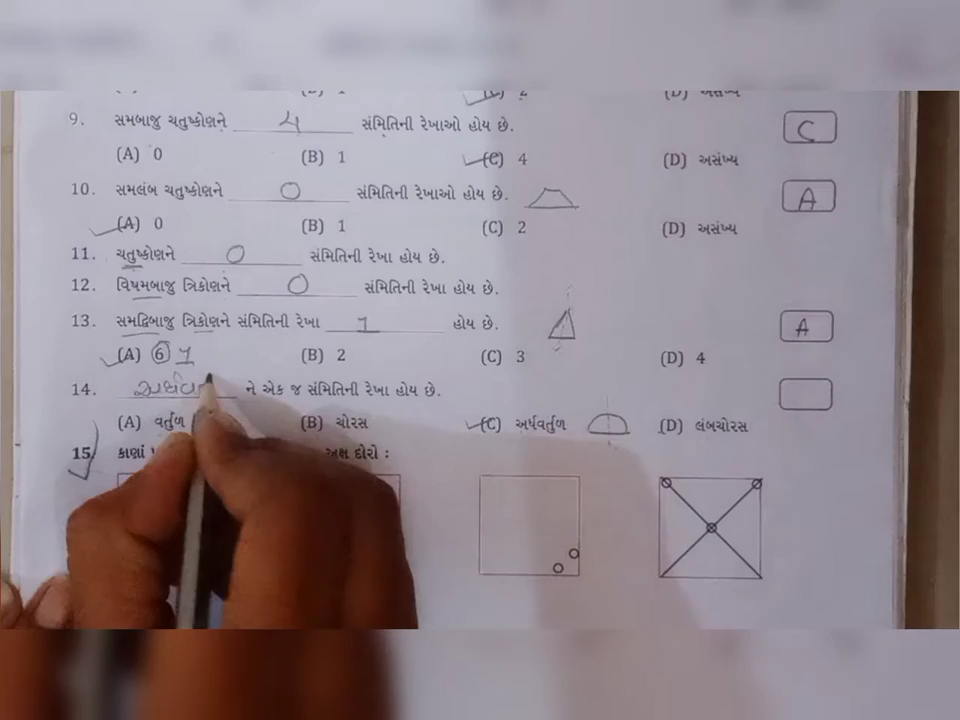 9. સમબાજુ ચતુષ્કોણને 4 સંમિતિની રેખાઓ હોય છે. C
(A) 0 (B) 1 (C) 4 (D) અસંખ્ય
10. સમલંબ ચતુષ્કોણને 0 સંમિતિની રેખાઓ હોય છે. A
(A) 0 (B) 1 (C) 2 (D) અસંખ્ય
11. ચતુષ્કોણને 0 સંમિતિની રેખા હોય છે.
12. વિષમબાજુ ત્રિકોણને 0 સંમિતિની રેખા હોય છે.
13. સમદ્વિબાજુ ત્રિકોણને સંમિતિની રેખા 1 હોય છે. A
(A) 6 1 (B) 2 (C) 3 (D) 4
14. ને એક જ સંમિતિની રેખા હોય છે.
(A) વર્તુળ (B) ચોરસ (C) અર્ધવર્તુળ (D) લંબચોરસ
15. કાણાં અક્ષ દોરો :